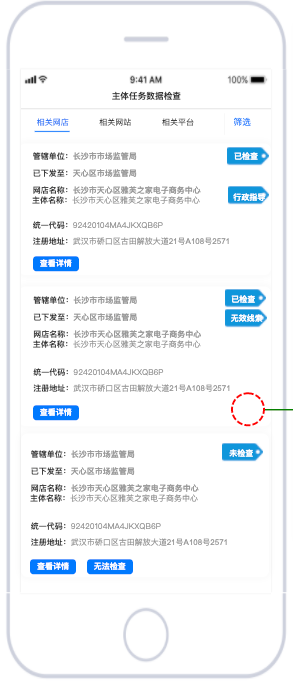 9:41 AM
100%
主体任务数据检查
相关网店 相关网站 相关平台 筛选
管辖单位：长沙市市场监管局 已检查
已下发至：天心区市场监管局
网店名称：长沙市天心区雅芙之家电子商务中心 行政指导
主体名称：长沙市天心区雅芙之家电子商务中心
统一代码：92420104MA4JKXQB6P
注册地址：武汉市硚口区古田解放大道21号A108号2571
查看详情
管辖单位：长沙市市场监管局 已检查
已下发至：天心区市场监管局 无效线索
网店名称：长沙市天心区雅芙之家电子商务中心
主体名称：长沙市天心区雅芙之家电子商务中心
统一代码：92420104MA4JKXQB6P
注册地址：武汉市硚口区古田解放大道21号A108号2571
查看详情
管辖单位：长沙市市场监管局 未检查
已下发至：天心区市场监管局
网店名称：长沙市天心区雅芙之家电子商务中心
主体名称：长沙市天心区雅芙之家电子商务中心
统一代码：92420104MA4JKXQB6P
注册地址：武汉市硚口区古田解放大道21号A108号2571
查看详情 无法检查